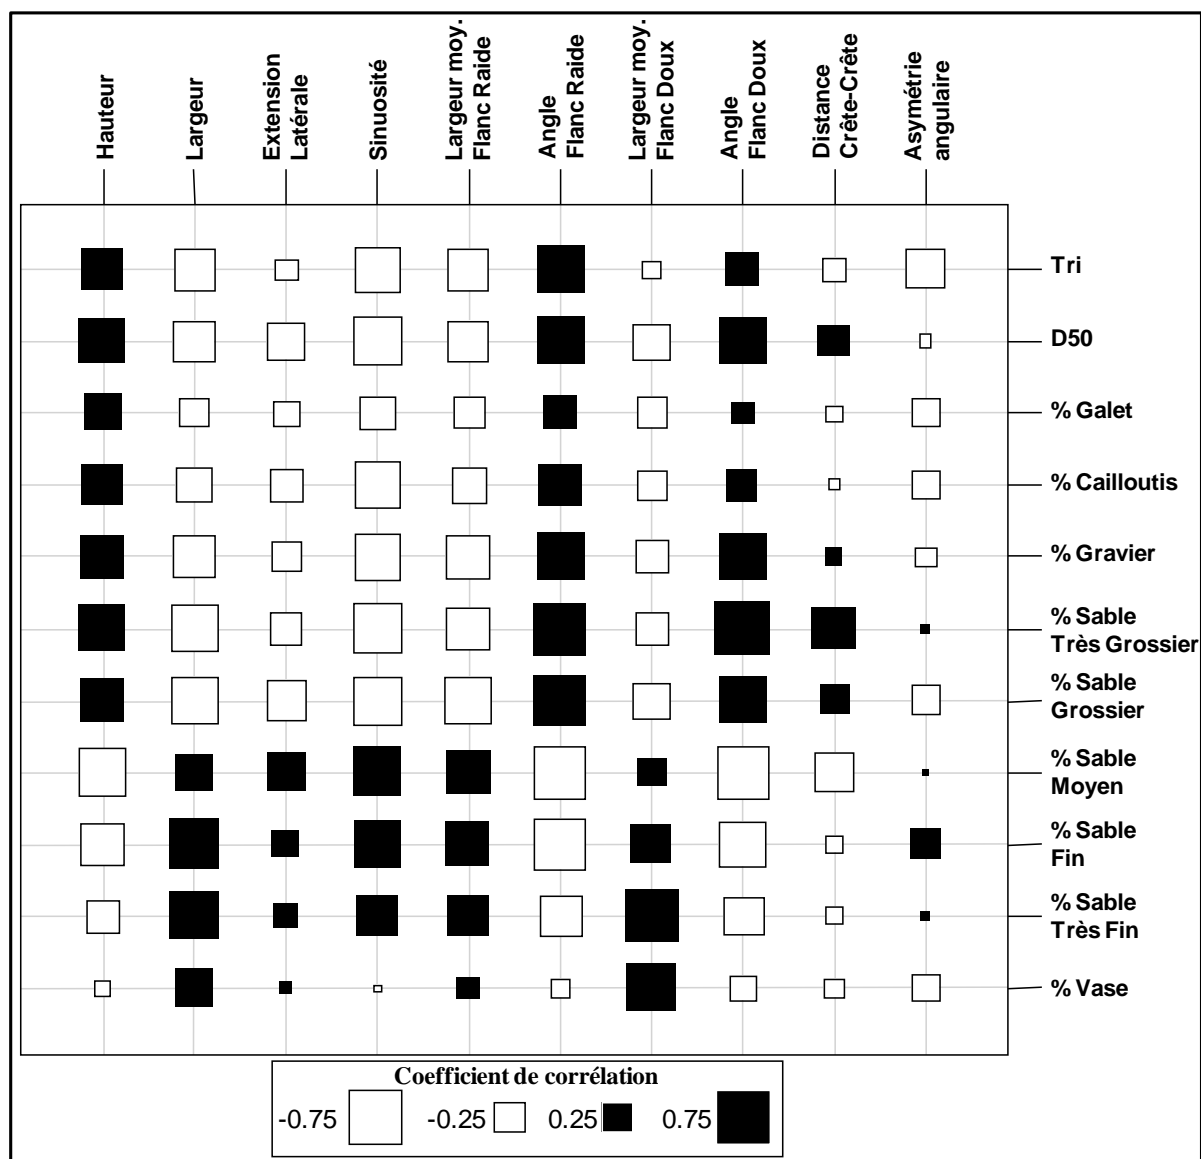 Hauteur
Largeur
Extension
Latérale
Sinuosité
Largeur moy.
Flanc Raide
Angle
Flanc Raide
Largeur moy.
Flanc Doux
Angle
Flanc Doux
Distance
Crête-Crête
Asymétrie
angulaire
Tri
D50
% Galet
% Cailloutis
% Gravier
% Sable
Très Grossier
% Sable
Grossier
% Sable
Moyen
% Sable
Fin
% Sable
Très Fin
% Vase
Coefficient de corrélation
-0.75 -0.25 0.25 0.75